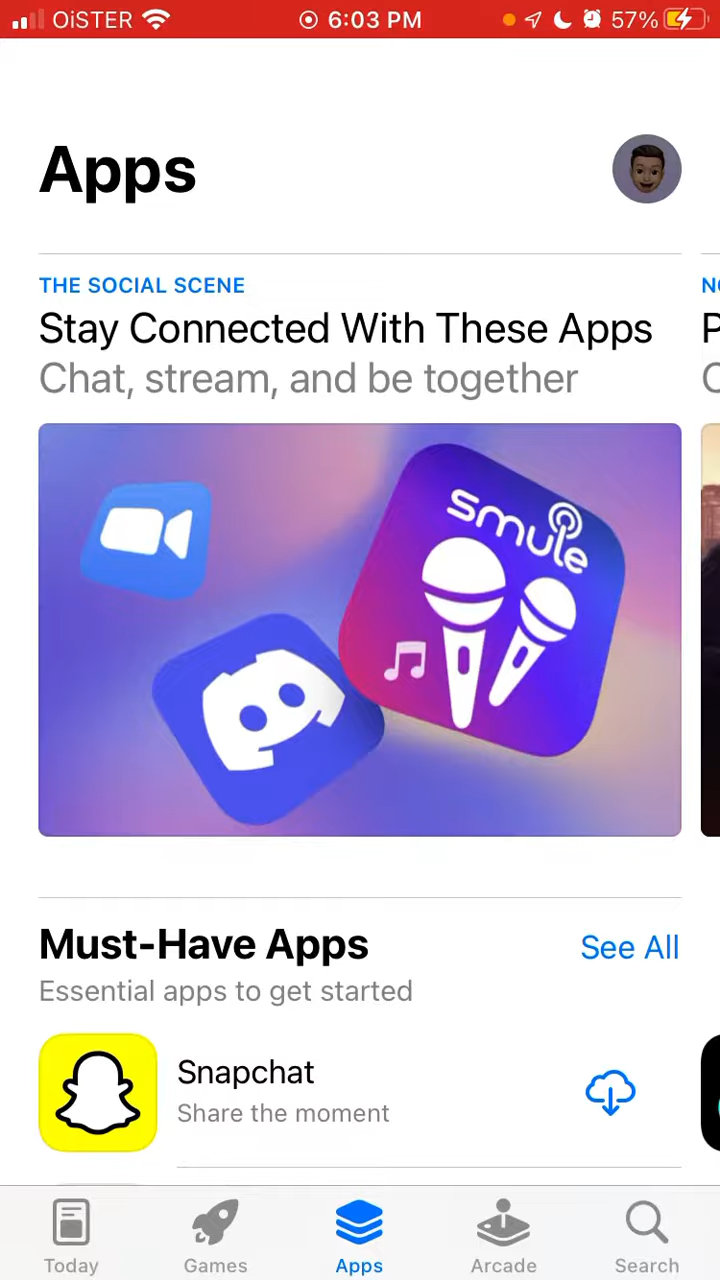 OiSTER 6:03 PM 57%
Apps
THE SOCIAL SCENE
Stay Connected With These Apps
Chat, stream, and be together
smule
Must-Have Apps
See All
Essential apps to get started
Snapchat
Share the moment
Today Games Apps Arcade Search